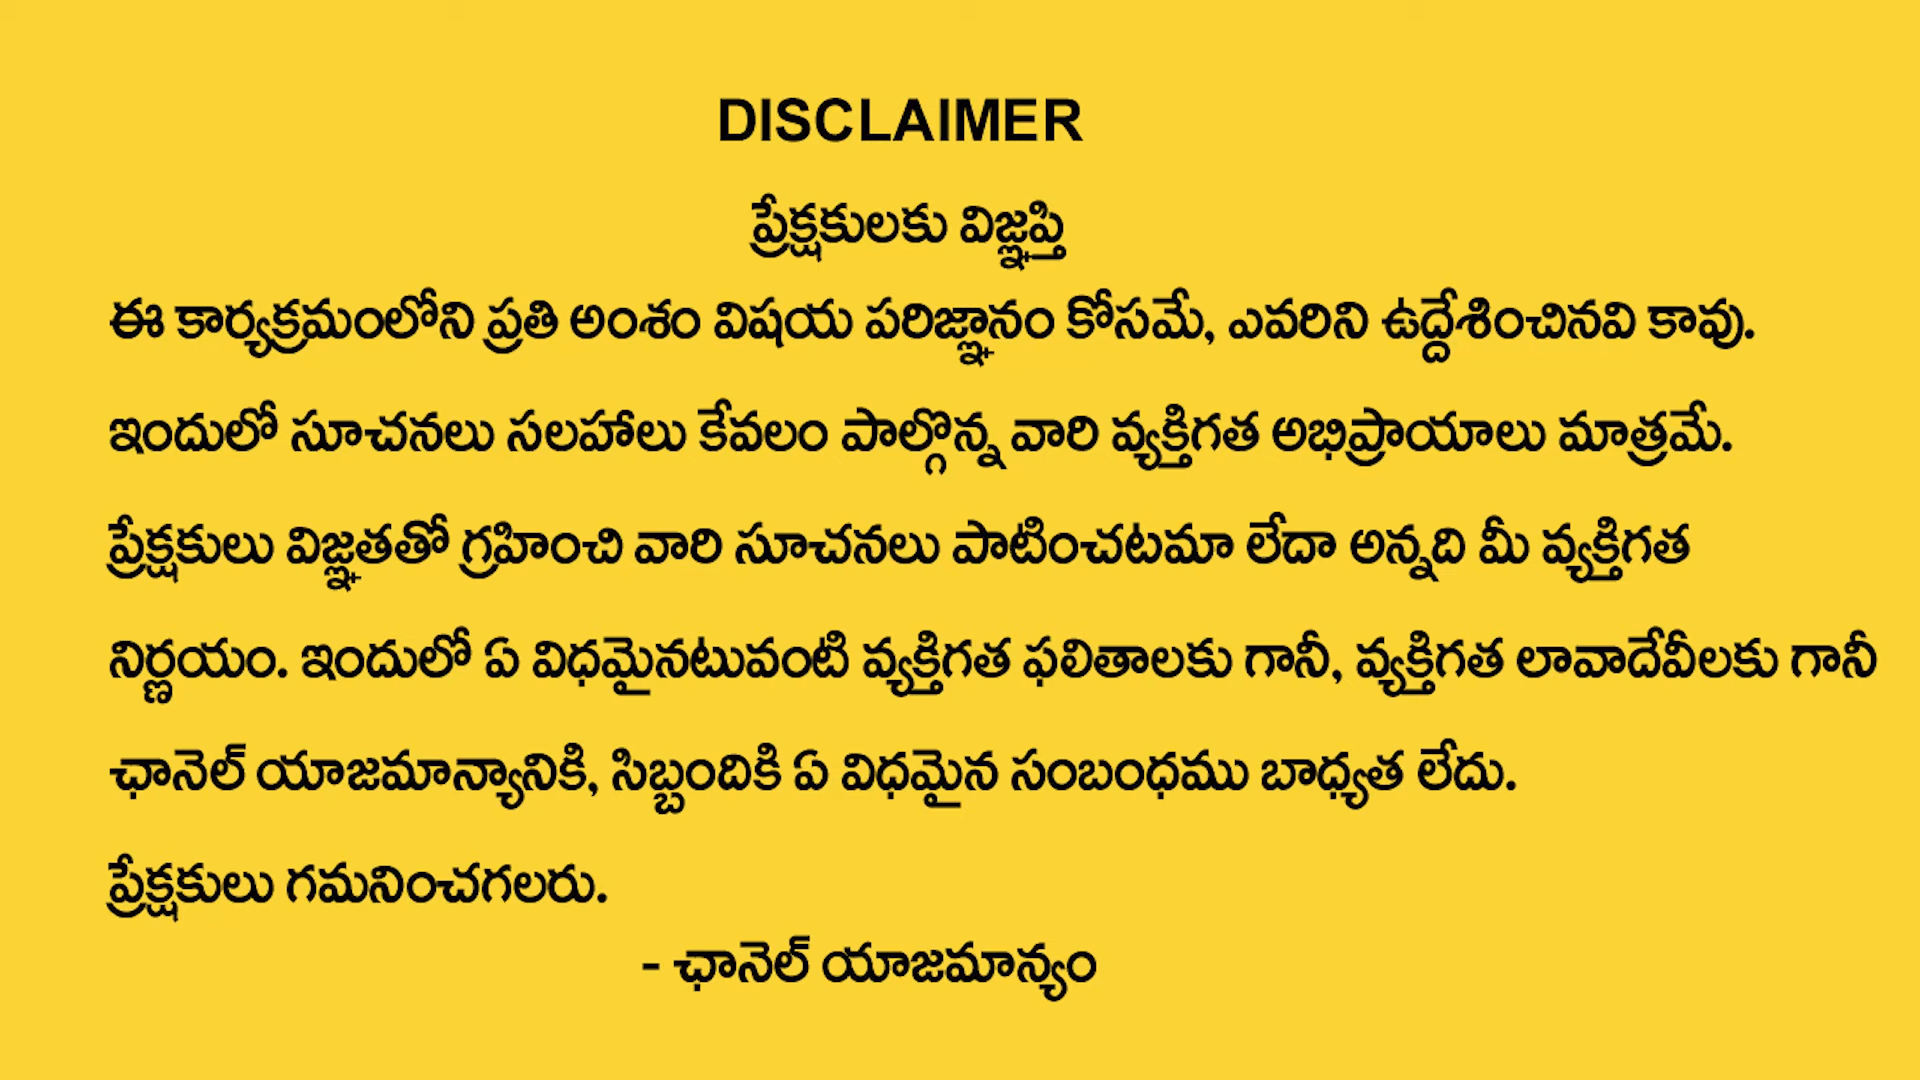 DISCLAIMER
ప్రేక్షకులకు విజ్ఞప్తి
ఈ కార్యక్రమంలోని ప్రతి అంశం విషయ పరిజ్ఞానం కోసమే, ఎవరిని ఉద్దేశించినవి కావు.
ఇందులో సూచనలు సలహాలు కేవలం పాల్గొన్న వారి వ్యక్తిగత అభిప్రాయాలు మాత్రమే.
ప్రేక్షకులు విజ్ఞతతో గ్రహించి వారి సూచనలు పాటించటమా లేదా అన్నది మీ వ్యక్తిగత
నిర్ణయం. ఇందులో ఏ విధమైనటువంటి వ్యక్తిగత ఫలితాలకు గానీ, వ్యక్తిగత లావాదేవీలకు గానీ
ఛానెల్ యాజమాన్యానికి, సిబ్బందికి ఏ విధమైన సంబంధము బాధ్యత లేదు.
ప్రేక్షకులు గమనించగలరు.
- ఛానెల్ యాజమాన్యం